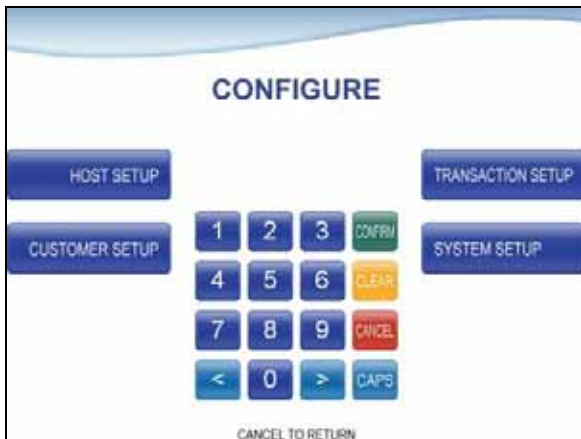 CONFIGURE
HOST SETUP
TRANSACTION SETUP
CUSTOMER SETUP
SYSTEM SETUP
1 2 3 CONFIRM
4 5 6 CLEAR
7 8 9 CANCEL
< 0 > CAPS
CANCEL TO RETURN